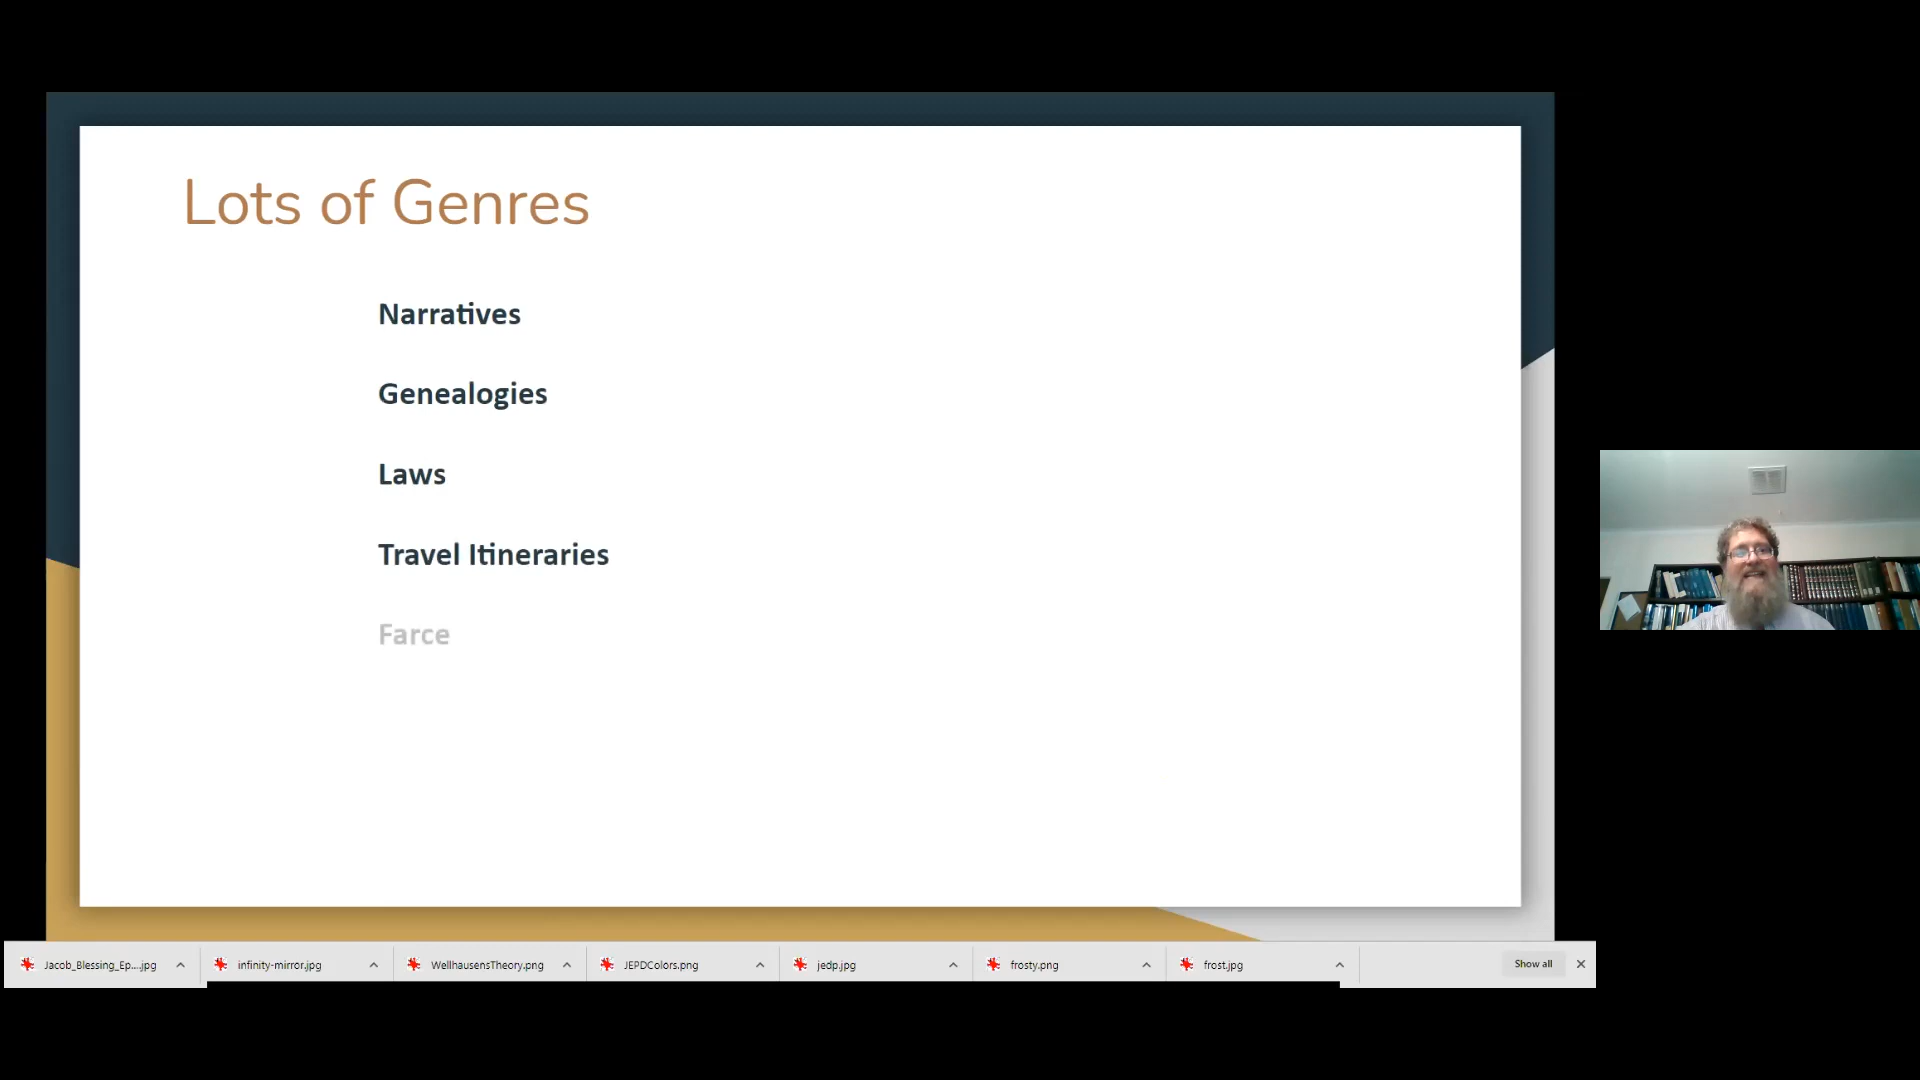 Lots of Genres
Narratives
Genealogies
Laws
Travel Itineraries
Farce
Jacob_Blessing_Ep....jpg
infinity-mirror.jpg
WellhausensTheory.png
JEPDColors.png
jedp.jpg
frosty.png
frost.jpg
Show all